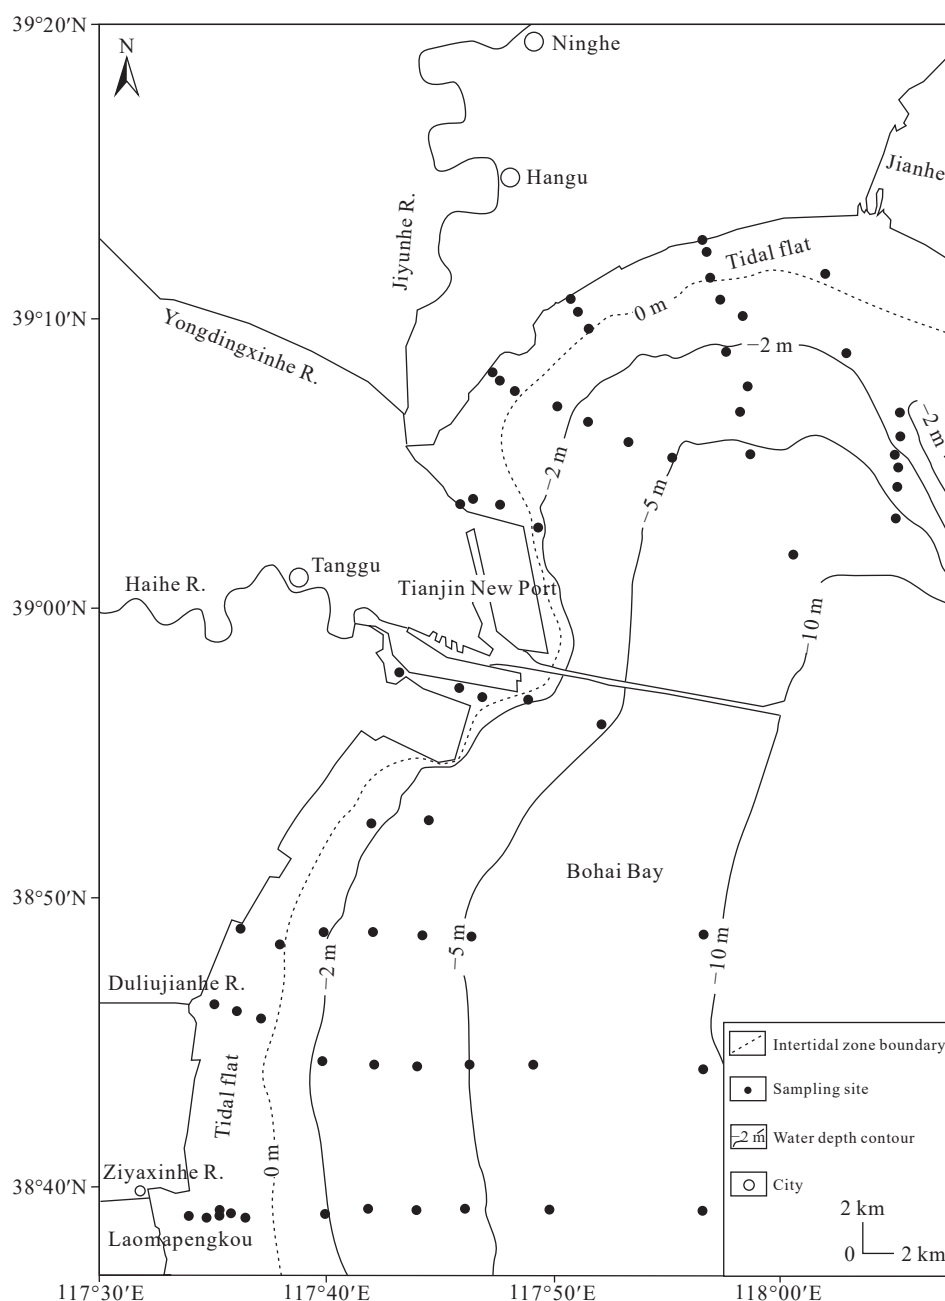 39°20′N
N
Ninghe
Jianhe
Hangu
Jiyunhe R.
Tidal flat
0 m
39°10′N
Yongdingxinhe R.
−2 m
−2 m
−2 m
−5 m
Tanggu
Haihe R.
Tianjin New Port
39°00′N
−10 m
Bohai Bay
38°50′N
−2 m
−5 m
−10 m
Duliujianhe R.
Tidal flat
0 m
Intertidal zone boundary
Sampling site
−2 m
Water depth contour
City
Ziyaxinhe R.
38°40′N
Laomapengkou
2 km
0
2 km
117°30′E
117°40′E
117°50′E
118°00′E